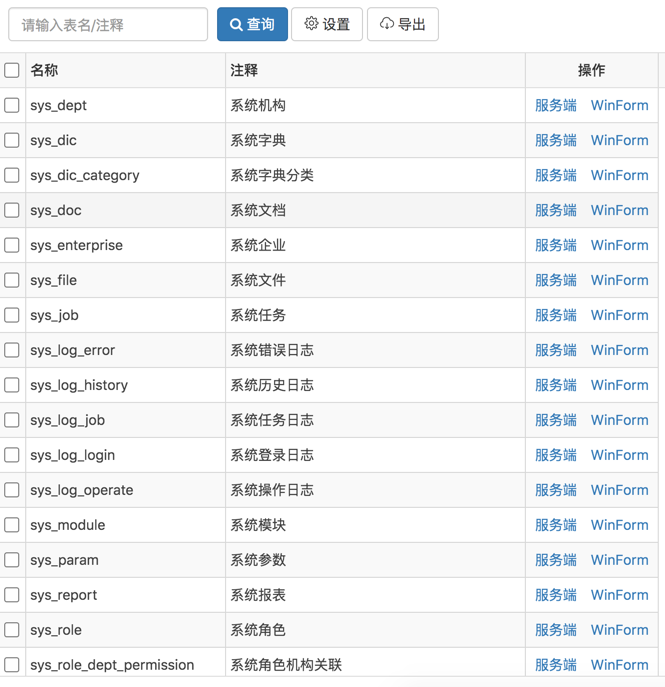 请输入表名/注释 查询 设置 导出
名称 注释 操作
sys_dept 系统机构 服务端 WinForm
sys_dic 系统字典 服务端 WinForm
sys_dic_category 系统字典分类 服务端 WinForm
sys_doc 系统文档 服务端 WinForm
sys_enterprise 系统企业 服务端 WinForm
sys_file 系统文件 服务端 WinForm
sys_job 系统任务 服务端 WinForm
sys_log_error 系统错误日志 服务端 WinForm
sys_log_history 系统历史日志 服务端 WinForm
sys_log_job 系统任务日志 服务端 WinForm
sys_log_login 系统登录日志 服务端 WinForm
sys_log_operate 系统操作日志 服务端 WinForm
sys_module 系统模块 服务端 WinForm
sys_param 系统参数 服务端 WinForm
sys_report 系统报表 服务端 WinForm
sys_role 系统角色 服务端 WinForm
sys_role_dept_permission 系统角色机构关联 服务端 WinForm